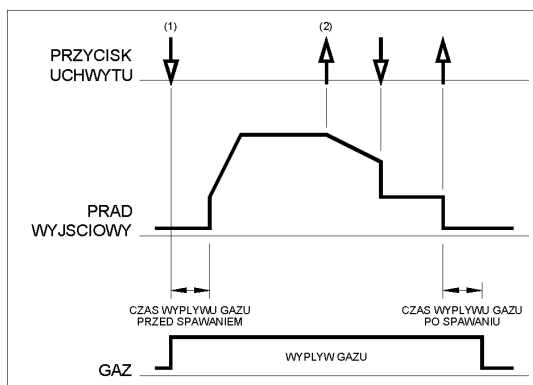 (1)
(2)
PRZYCISK
UCHWYTU
PRAD
WYJSCIOWY
CZAS WYPLYWU GAZU
PRZED SPAWANIEM
CZAS WYPLYWU GAZU
PO SPAWANIU
WYPLYW GAZU
GAZ